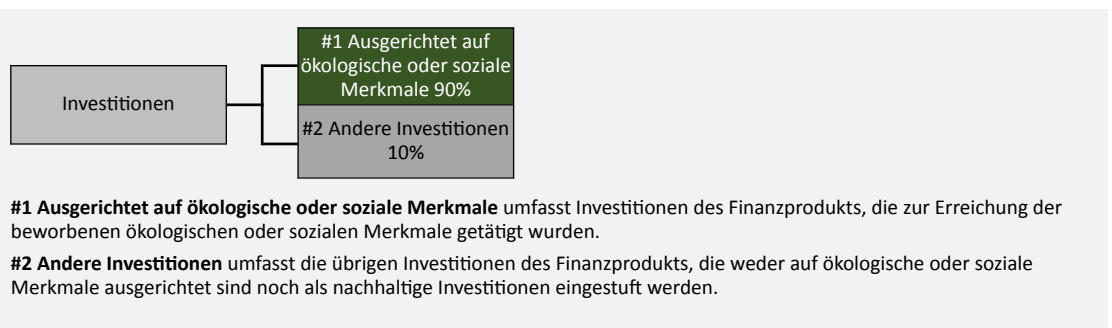 #1 Ausgerichtet auf
ökologische oder soziale
Merkmale 90%
Investitionen
#2 Andere Investitionen
10%
#1 Ausgerichtet auf ökologische oder soziale Merkmale umfasst Investitionen des Finanzprodukts, die zur Erreichung der
beworbenen ökologischen oder sozialen Merkmale getätigt wurden.
#2 Andere Investitionen umfasst die übrigen Investitionen des Finanzprodukts, die weder auf ökologische oder soziale
Merkmale ausgerichtet sind noch als nachhaltige Investitionen eingestuft werden.